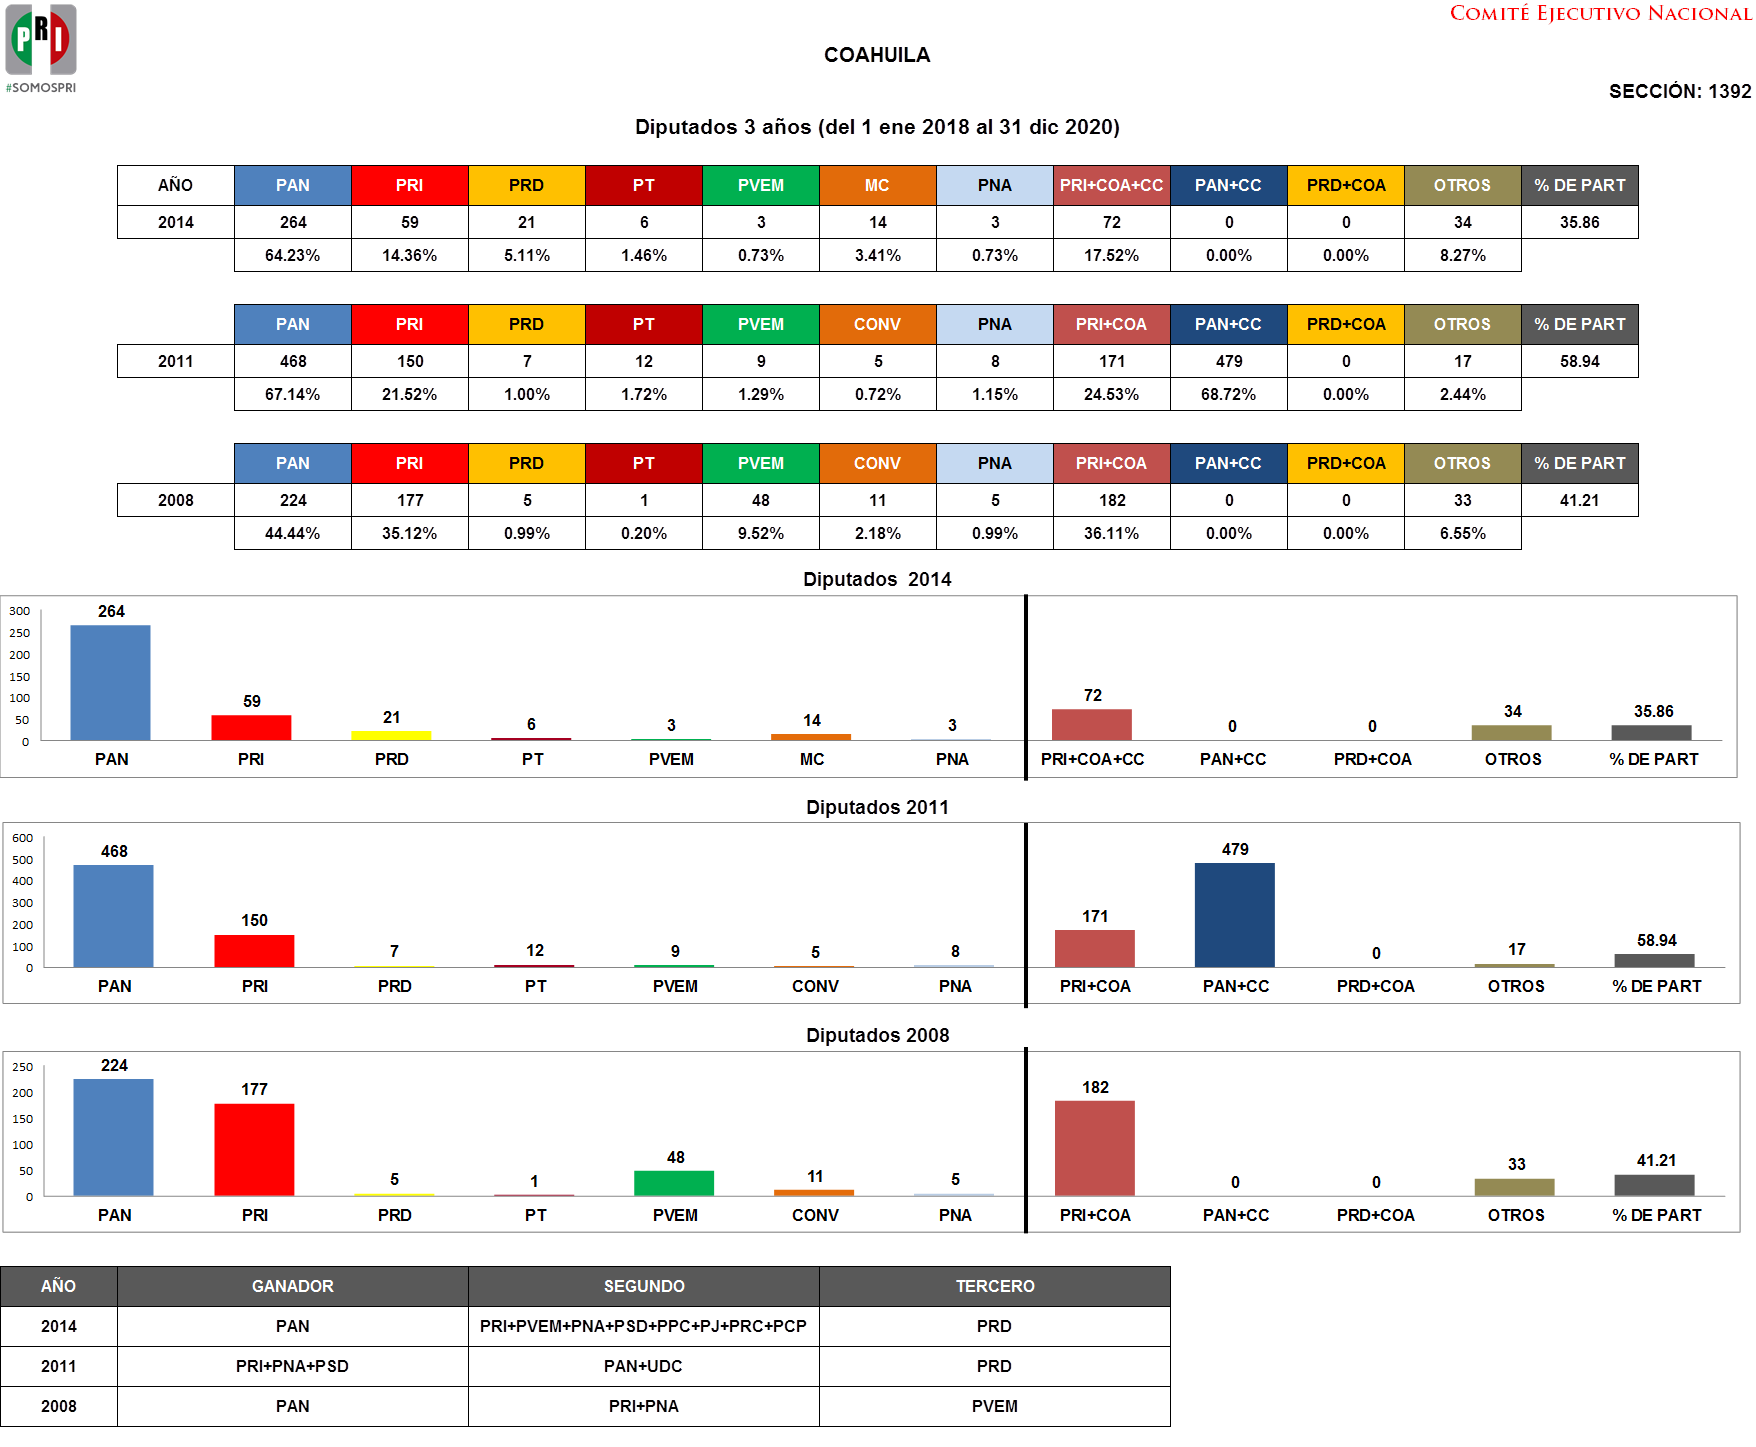 PRI
#SOMOSPRI
COMITÉ EJECUTIVO NACIONAL
COAHUILA
SECCIÓN: 1392
Diputados 3 años (del 1 ene 2018 al 31 dic 2020)
AÑO PAN PRI PRD PT PVEM MC PNA PRI+COA+CC PAN+CC PRD+COA OTROS % DE PART
2014 264 59 21 6 3 14 3 72 0 0 34 35.86
64.23% 14.36% 5.11% 1.46% 0.73% 3.41% 0.73% 17.52% 0.00% 0.00% 8.27%
PAN PRI PRD PT PVEM CONV PNA PRI+COA PAN+CC PRD+COA OTROS % DE PART
2011 468 150 7 12 9 5 8 171 479 0 17 58.94
67.14% 21.52% 1.00% 1.72% 1.29% 0.72% 1.15% 24.53% 68.72% 0.00% 2.44%
PAN PRI PRD PT PVEM CONV PNA PRI+COA PAN+CC PRD+COA OTROS % DE PART
2008 224 177 5 1 48 11 5 182 0 0 33 41.21
44.44% 35.12% 0.99% 0.20% 9.52% 2.18% 0.99% 36.11% 0.00% 0.00% 6.55%
Diputados 2014
300
250
200
150
100
50
0
264 59 21 6 3 14 3 72 0 0 34 35.86
PAN PRI PRD PT PVEM MC PNA PRI+COA+CC PAN+CC PRD+COA OTROS % DE PART
Diputados 2011
600
500
400
300
200
100
0
468 150 7 12 9 5 8 171 479 0 17 58.94
PAN PRI PRD PT PVEM CONV PNA PRI+COA PAN+CC PRD+COA OTROS % DE PART
Diputados 2008
250
200
150
100
50
0
224 177 5 1 48 11 5 182 0 0 33 41.21
PAN PRI PRD PT PVEM CONV PNA PRI+COA PAN+CC PRD+COA OTROS % DE PART
AÑO GANADOR SEGUNDO TERCERO
2014 PAN PRI+PVEM+PNA+PSD+PPC+PJ+PRC+PCP PRD
2011 PRI+PNA+PSD PAN+UDC PRD
2008 PAN PRI+PNA PVEM